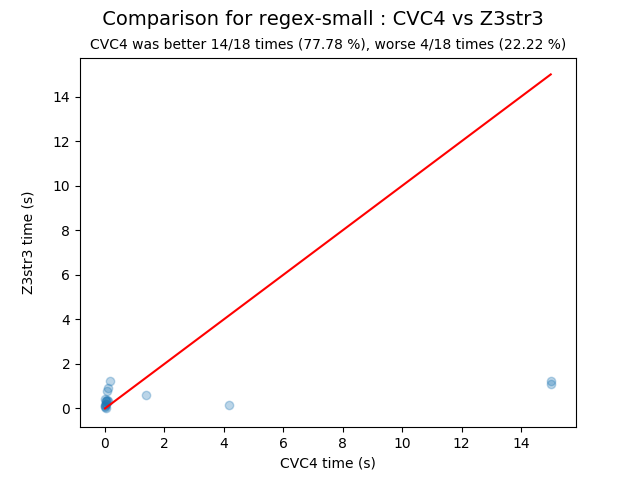 Comparison for regex-small : CVC4 vs Z3str3
CVC4 was better 14/18 times (77.78 %), worse 4/18 times (22.22 %)
14
12
10
8
6
4
2
0
Z3str3 time (s)
0 2 4 6 8 10 12 14
CVC4 time (s)